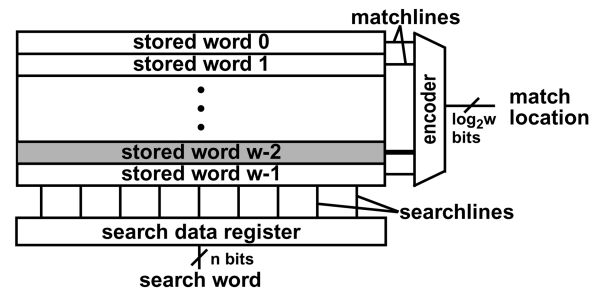 matchlines
stored word 0
stored word 1
encoder
match
location
log₂w
bits
stored word w-2
stored word w-1
searchlines
search data register
n bits
search word